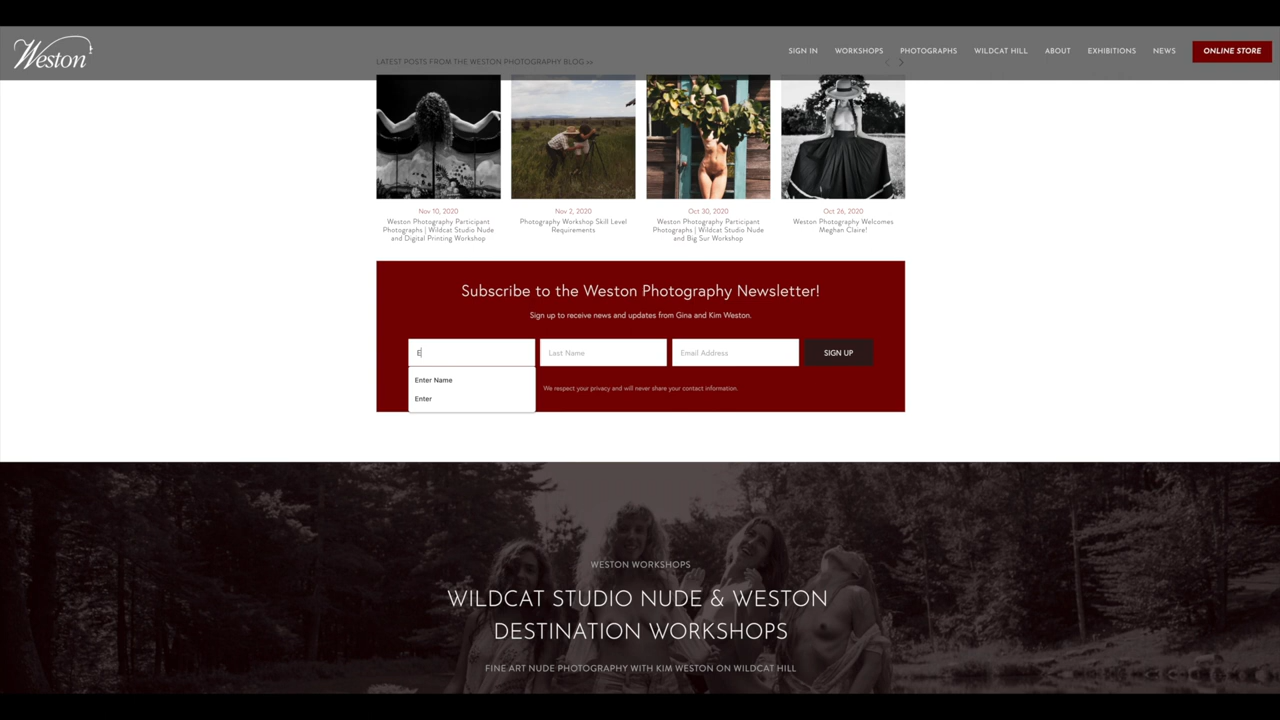 Weston
SIGN IN
WORKSHOPS
PHOTOGRAPHS
WILDCAT HILL
ABOUT
EXHIBITIONS
NEWS
ONLINE STORE
LATEST POSTS FROM THE WESTON PHOTOGRAPHY BLOG »»
Nov 10, 2020
Weston Photography Participant
Photographs | Wildcat Studio Nude
and Digital Printing Workshop
Nov 2, 2020
Photography Workshop Skill Level
Requirements
Oct 30, 2020
Weston Photography Participant
Photographs | Wildcat Studio Nude
and Big Sur Workshop
Oct 26, 2020
Weston Photography Welcomes
Meghan Claire!
Subscribe to the Weston Photography Newsletter!
Sign up to receive news and updates from Gina and Kim Weston.
E
Last Name
Email Address
SIGN UP
Enter Name
Enter
We respect your privacy and will never share your contact information.
WESTON WORKSHOPS
WILDCAT STUDIO NUDE & WESTON
DESTINATION WORKSHOPS
FINE ART NUDE PHOTOGRAPHY WITH KIM WESTON ON WILDCAT HILL